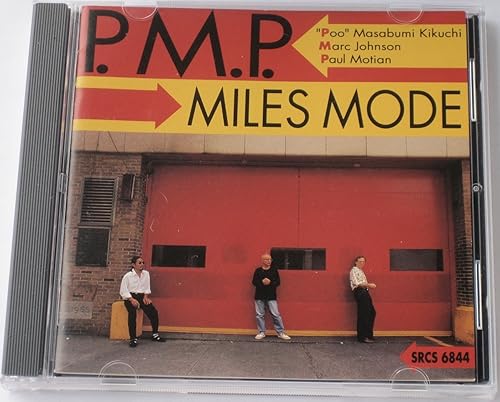 P.M.P.
"Poo" Masabumi Kikuchi
Marc Johnson
Paul Motian
MILES MODE
SRCS 6844